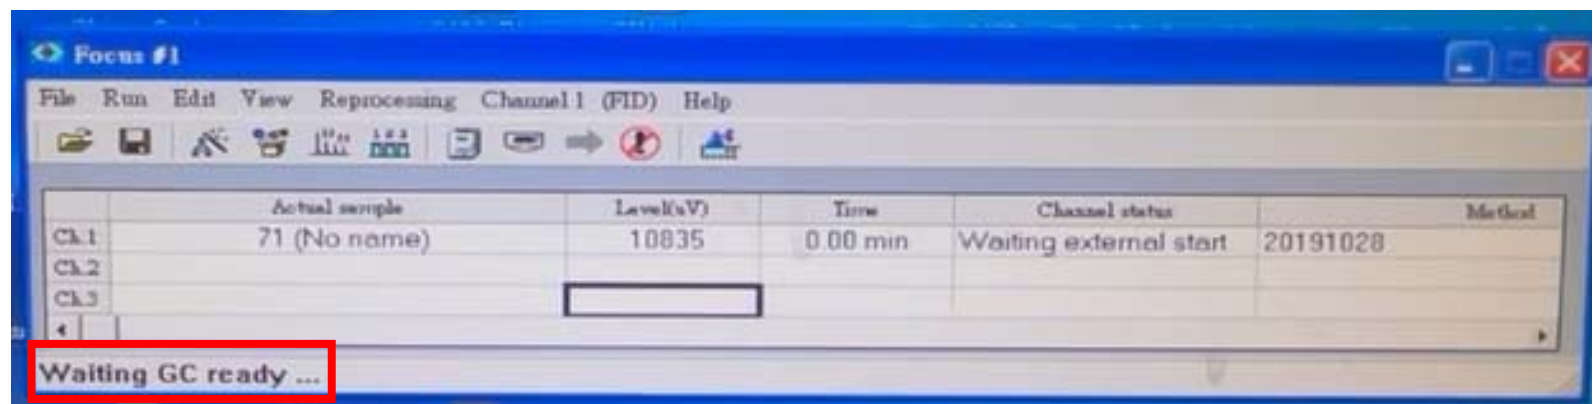 Focus #1
File Run Edit View Reprocessing Channel 1 (FID) Help
Actual sample Level(uV) Time Channel status Method
Ch.1 71 (No name) 10835 0.00 min Waiting external start 20191028
Ch.2
Ch.3
Waiting GC ready ...